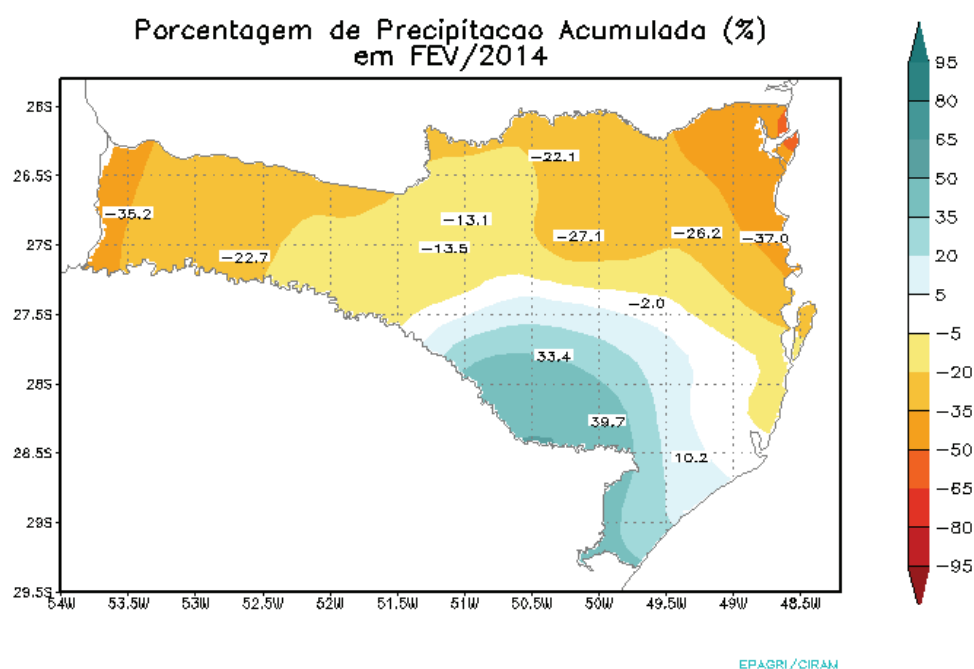 Porcentagem de Precipitacao Acumulada (%)
em FEV/2014
28S
26.5S
27S
27.5S
28S
28.5S
29S
29.5S
54W 53.5W 53W 52.5W 52W 51.5W 51W 50.5W 50W 49.5W 49W 48.5W
-22.1
-35.2
-13.1
-13.5
-27.1
-26.2
-37.0
-22.7
-2.0
33.4
39.7
10.2
95
80
65
50
35
20
5
-5
-20
-35
-50
-65
-80
-95
EPAGRI/CIRAM